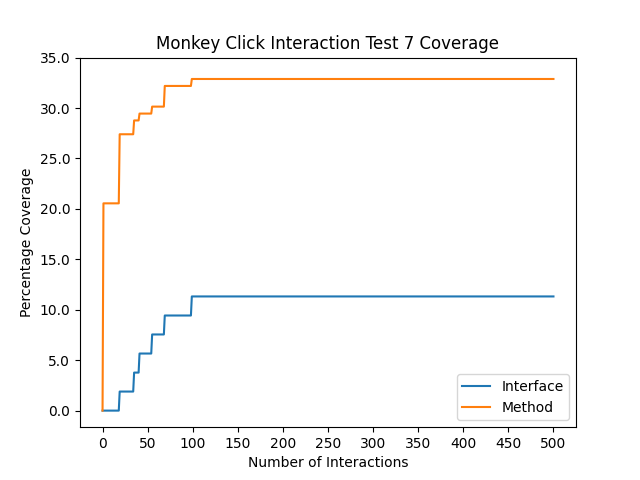 Monkey Click Interaction Test 7 Coverage
35.0
30.0
25.0
20.0
15.0
10.0
5.0
0.0
Percentage Coverage
Interface
Method
0 50 100 150 200 250 300 350 400 450 500
Number of Interactions